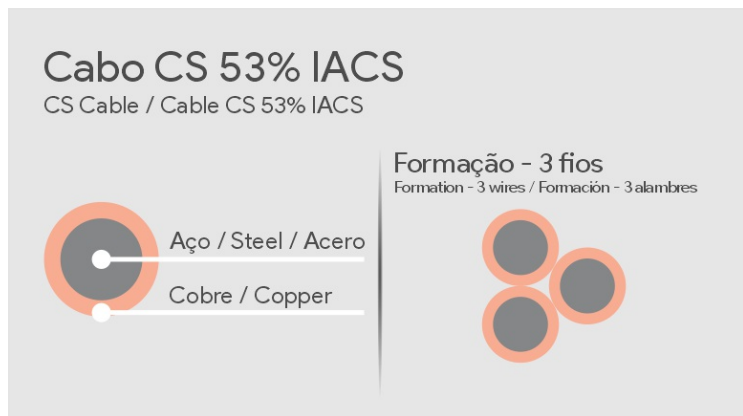 Cabo CS 53% IACS
CS Cable / Cable CS 53% IACS
Aço / Steel / Acero
Cobre / Copper
Formação - 3 fios
Formation - 3 wires / Formación - 3 alambres